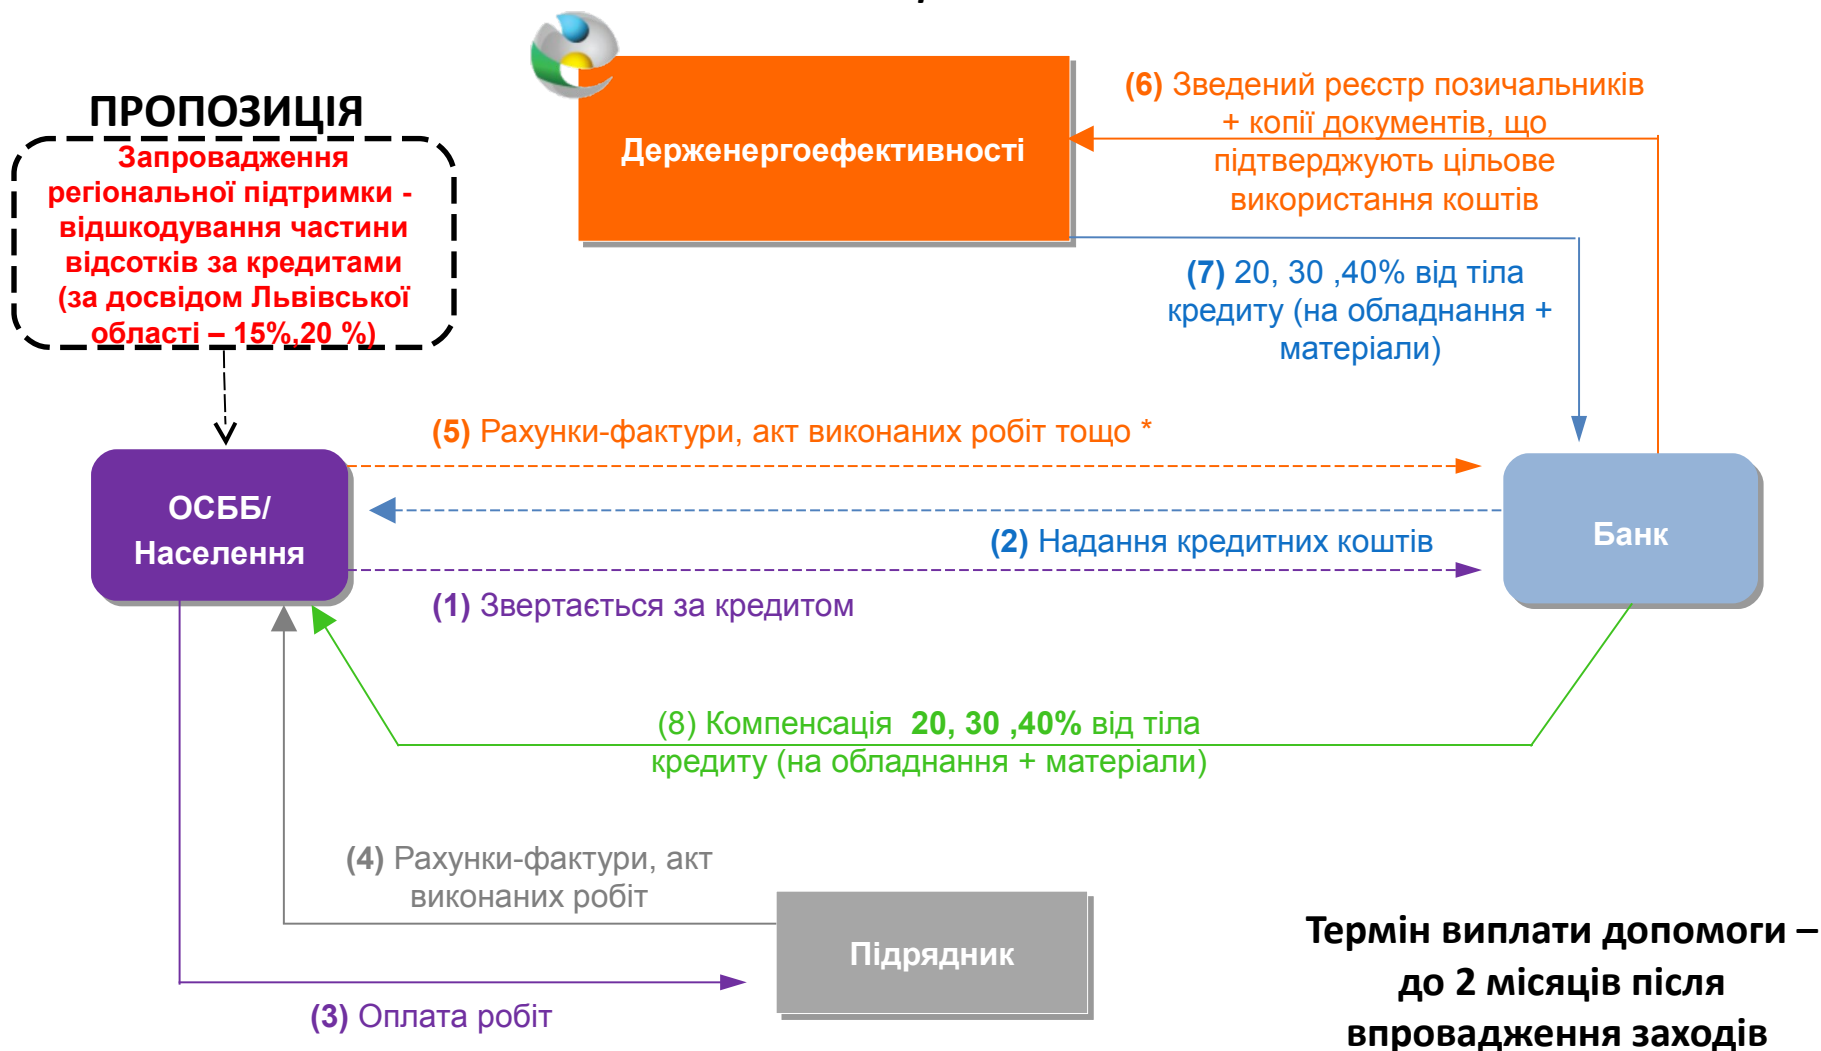 ПРОПОЗИЦІЯ
Запровадження
регіональної підтримки -
відшкодування частини
відсотків за кредитами
(за досвідом Львівської
області – 15%,20 %)
Держенергоефективності
(6) Зведений реєстр позичальників
+ копії документів, що
підтверджують цільове
використання коштів
(7) 20, 30 ,40% від тіла
кредиту (на обладнання +
матеріали)
(5) Рахунки-фактури, акт виконаних робіт тощо *
ОСББ/
Населення
(2) Надання кредитних коштів
Банк
(1) Звертається за кредитом
(8) Компенсація 20, 30 ,40% від тіла
кредиту (на обладнання + матеріали)
(4) Рахунки-фактури, акт
виконаних робіт
Підрядник
(3) Оплата робіт
Термін виплати допомоги –
до 2 місяців після
впровадження заходів